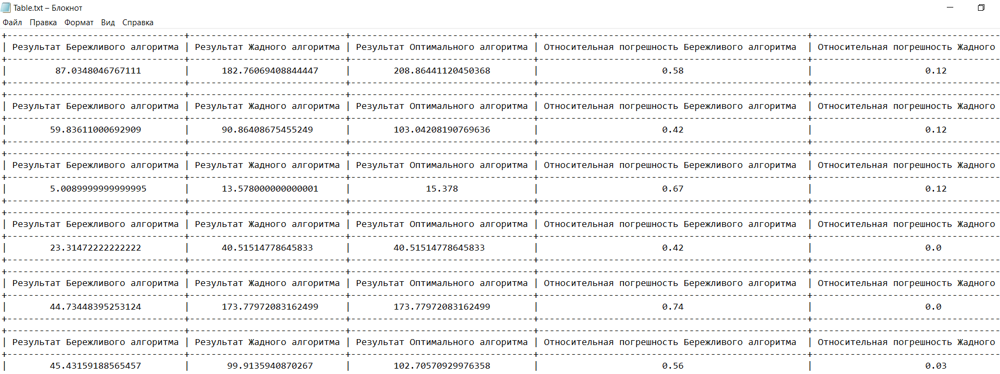 Table.txt – Блокнот
Файл Правка Формат Вид Справка
Результат Бережливого алгоритма | Результат Жадного алгоритма | Результат Оптимального алгоритма | Относительная погрешность Бережливого алгоритма | Относительная погрешность Жадного
87.0348046767111 | 182.76069408844447 | 208.86441120450368 | 0.58 | 0.12
Результат Бережливого алгоритма | Результат Жадного алгоритма | Результат Оптимального алгоритма | Относительная погрешность Бережливого алгоритма | Относительная погрешность Жадного
59.83611000692909 | 90.86408675455249 | 103.04208190769636 | 0.42 | 0.12
Результат Бережливого алгоритма | Результат Жадного алгоритма | Результат Оптимального алгоритма | Относительная погрешность Бережливого алгоритма | Относительная погрешность Жадного
5.0089999999999995 | 13.578000000000001 | 15.378 | 0.67 | 0.12
Результат Бережливого алгоритма | Результат Жадного алгоритма | Результат Оптимального алгоритма | Относительная погрешность Бережливого алгоритма | Относительная погрешность Жадного
23.31472222222222 | 40.51514778645833 | 40.51514778645833 | 0.42 | 0.0
Результат Бережливого алгоритма | Результат Жадного алгоритма | Результат Оптимального алгоритма | Относительная погрешность Бережливого алгоритма | Относительная погрешность Жадного
44.73448395253124 | 173.77972083162499 | 173.77972083162499 | 0.74 | 0.0
Результат Бережливого алгоритма | Результат Жадного алгоритма | Результат Оптимального алгоритма | Относительная погрешность Бережливого алгоритма | Относительная погрешность Жадного
45.43159188565457 | 99.9135940870267 | 102.70570929976358 | 0.56 | 0.03